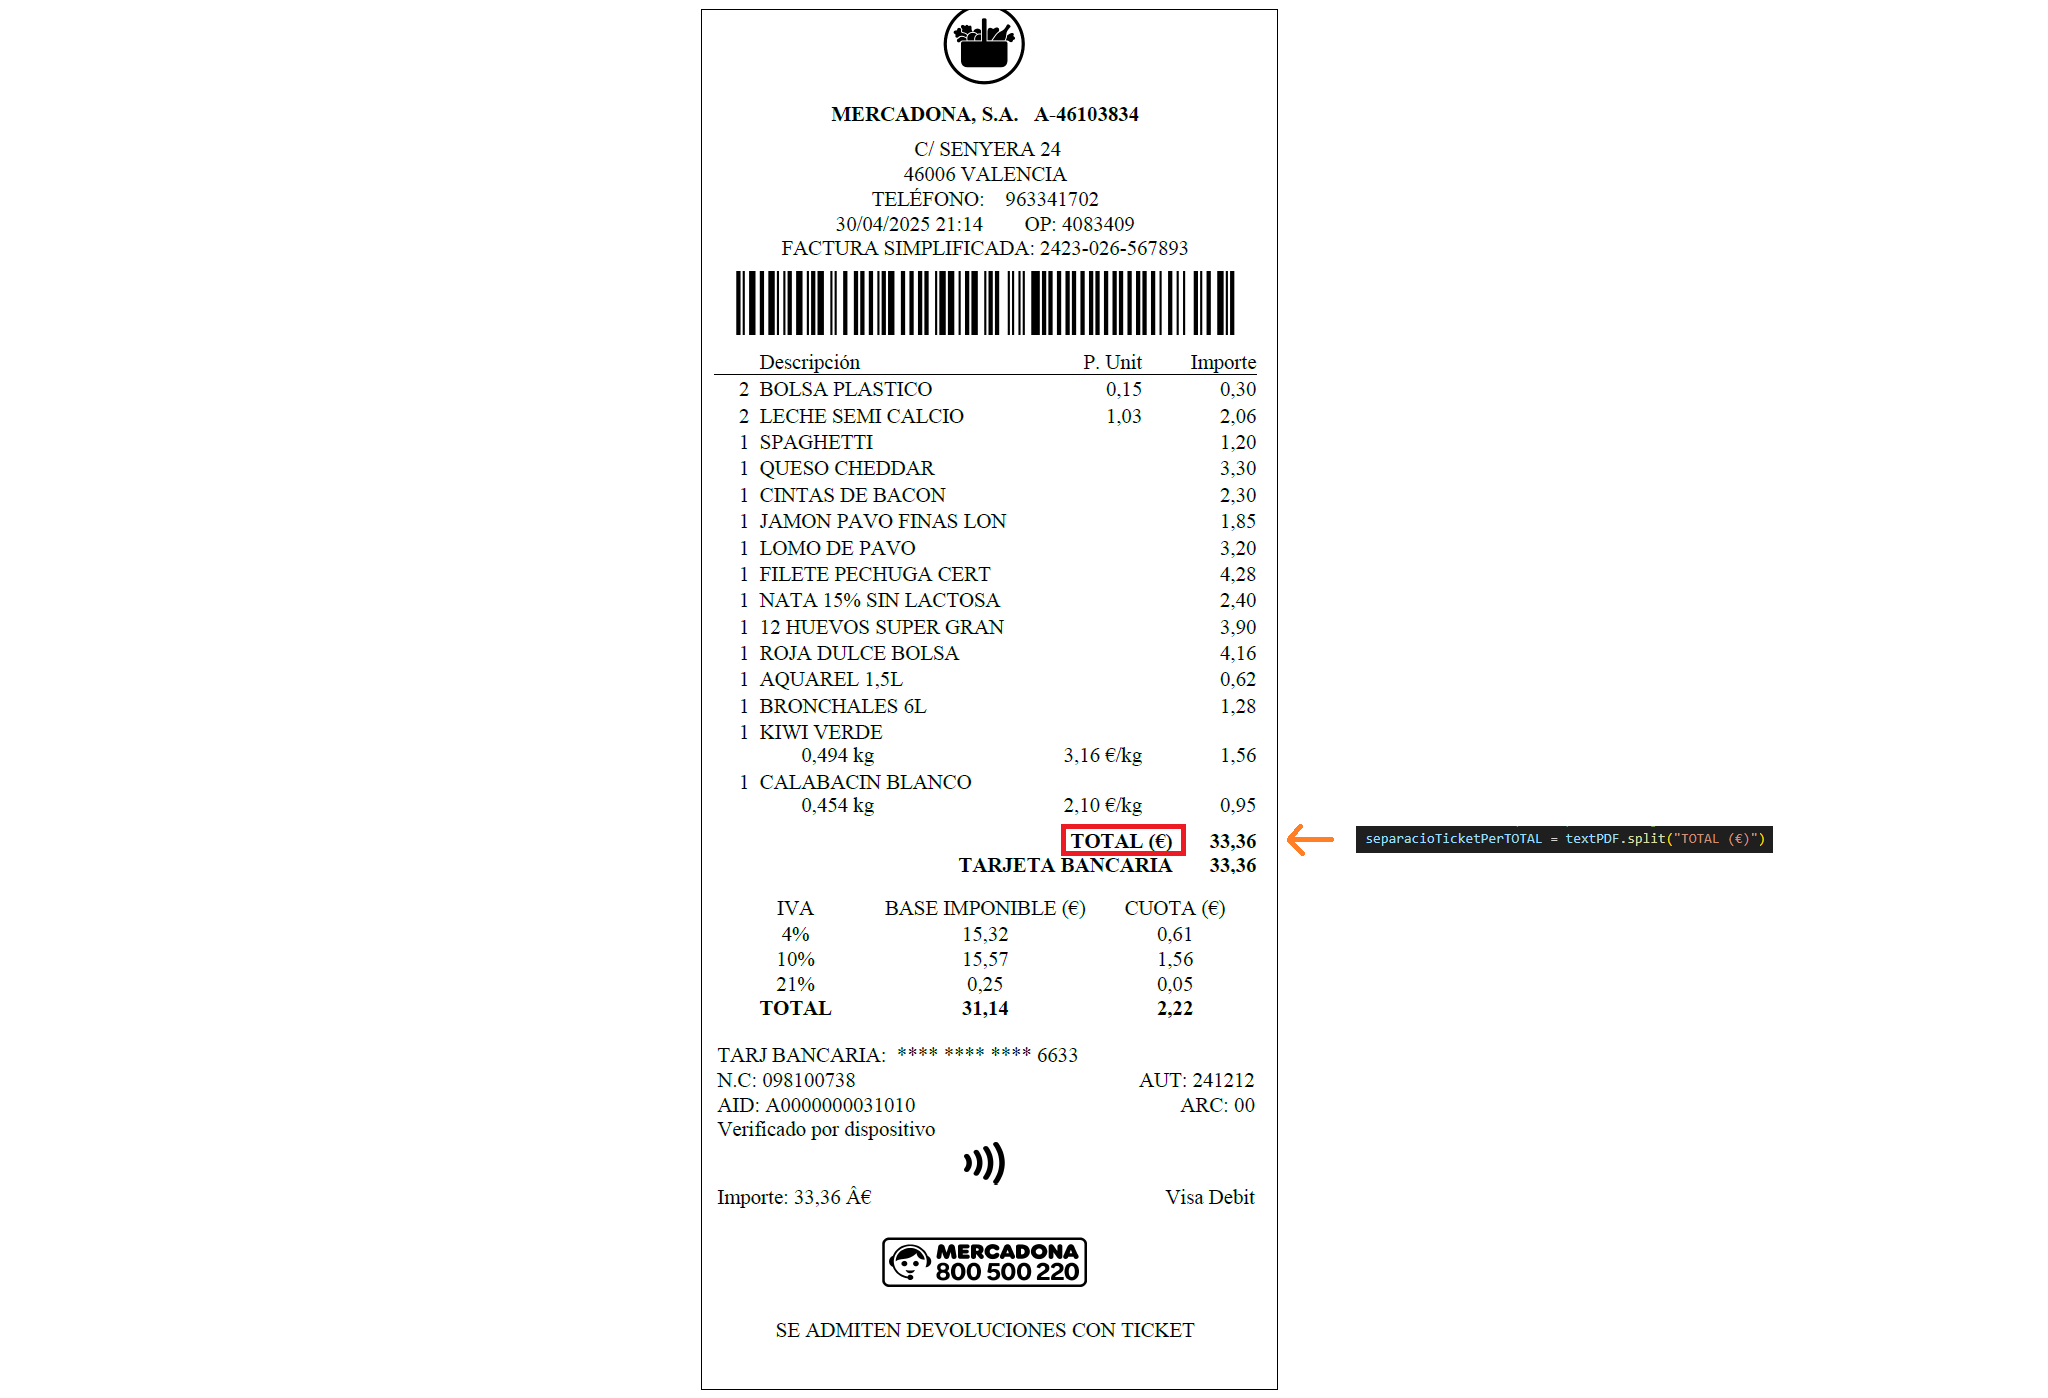 MERCADONA, S.A. A-46103834
C/ SENYERA 24
46006 VALENCIA
TELÉFONO: 963341702
30/04/2025 21:14 OP: 4083409
FACTURA SIMPLIFICADA: 2423-026-567893
Descripción P. Unit Importe
2 BOLSA PLASTICO 0,15 0,30
2 LECHE SEMI CALCIO 1,03 2,06
1 SPAGHETTI 1,20
1 QUESO CHEDDAR 3,30
1 CINTAS DE BACON 2,30
1 JAMON PAVO FINAS LON 1,85
1 LOMO DE PAVO 3,20
1 FILETE PECHUGA CERT 4,28
1 NATA 15% SIN LACTOSA 2,40
1 12 HUEVOS SUPER GRAN 3,90
1 ROJA DULCE BOLSA 4,16
1 AQUAREL 1,5L 0,62
1 BRONCHALES 6L 1,28
1 KIWI VERDE
0,494 kg 3,16 €/kg 1,56
1 CALABACIN BLANCO
0,454 kg 2,10 €/kg 0,95
TOTAL (€) 33,36
separacioTicketPerTOTAL = textPDF.split("TOTAL (€)")
TARJETA BANCARIA 33,36
IVA BASE IMPONIBLE (€) CUOTA (€)
4% 15,32 0,61
10% 15,57 1,56
21% 0,25 0,05
TOTAL 31,14 2,22
TARJ BANCARIA: **** **** **** 6633
N.C: 098100738 AUT: 241212
AID: A0000000031010 ARC: 00
Verificado por dispositivo
Importe: 33,36 Â€ Visa Debit
MERCADONA
800 500 220
SE ADMITEN DEVOLUCIONES CON TICKET